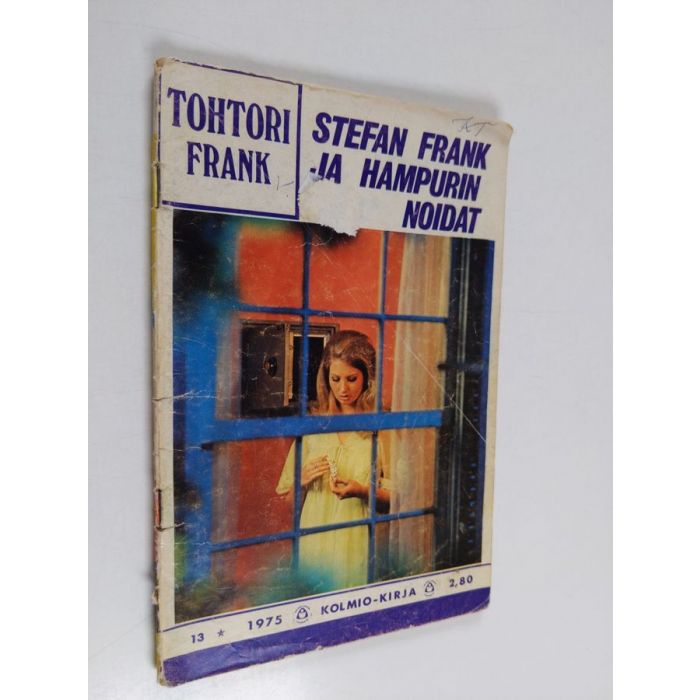 TOHTORI
FRANK
STEFAN FRANK
JA HAMPURIN
NOIDAT
13 * 1975 KOLMIO-KIRJA 2,80